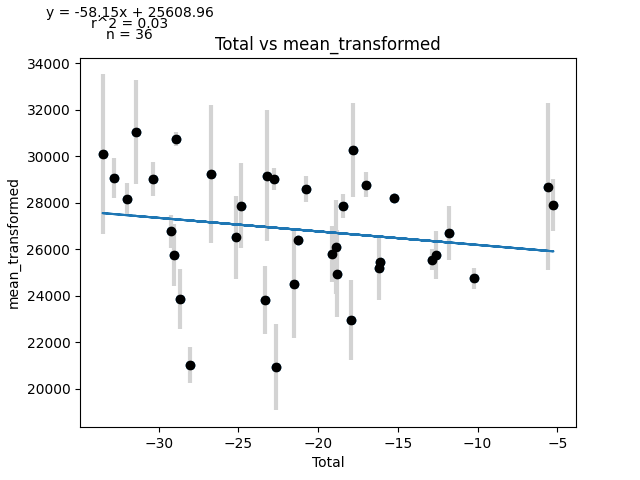 y = -58.15x + 25608.96
r^2 = 0.03
n = 36
Total vs mean_transformed
34000
32000
30000
28000
26000
24000
22000
20000
mean_transformed
−30
−25
−20
−15
−10
−5
Total